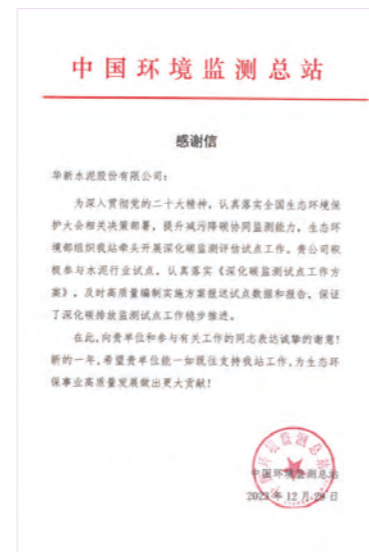 中国环境监测总站
感谢信
华新水泥股份有限公司：
为深入贯彻党的二十大精神，认真落实全国生态环境保
护大会相关决策部署，提升减污降碳协同监测能力，生态环
境部组织我站牵头开展深化碳监测评估试点工作。贵公司积
极参与水泥行业试点，认真落实《深化碳监测试点工作方
案》，及时高质量编制实施方案报送试点数据和报告，保证
了深化碳排放监测试点工作稳步推进。
在此，向贵单位和参与有关工作的同志表达诚挚的谢意！
新的一年，希望贵单位能一如既往支持我站工作，为生态环
保事业高质量发展做出更大贡献！
中国环境监测总站
2023年12月29日